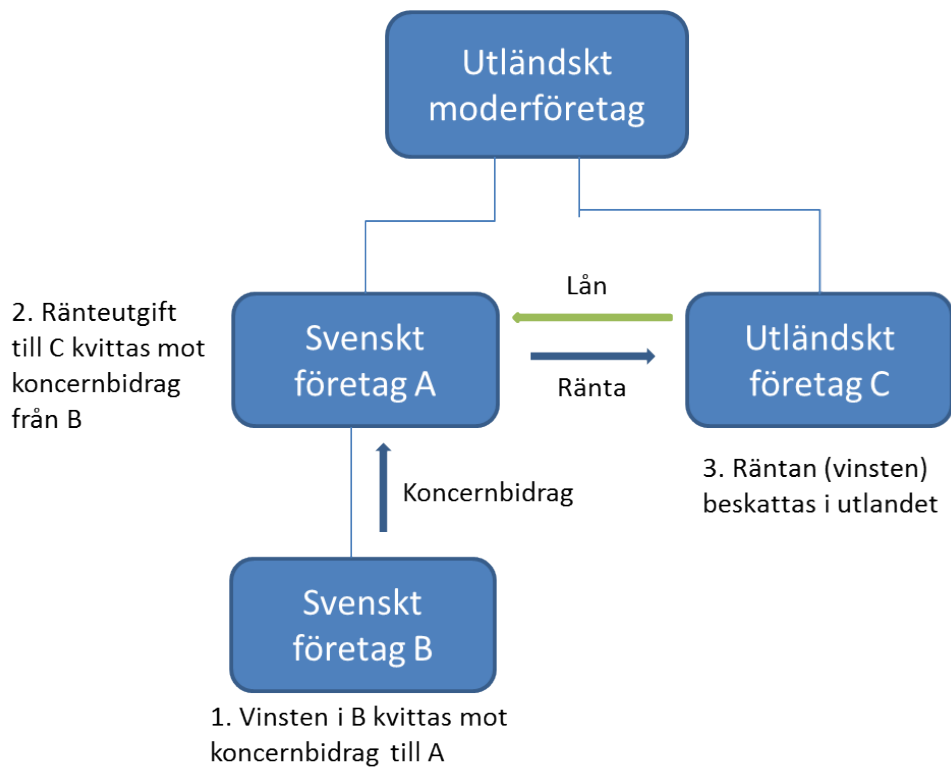 Utländskt
moderföretag
Lån
2. Ränteutgift
till C kvittas mot
koncernbidrag
från B
Svenskt
företag A
Utländskt
företag C
Ränta
3. Räntan (vinsten)
beskattas i utlandet
Koncernbidrag
Svenskt
företag B
1. Vinsten i B kvittas mot
koncernbidrag till A